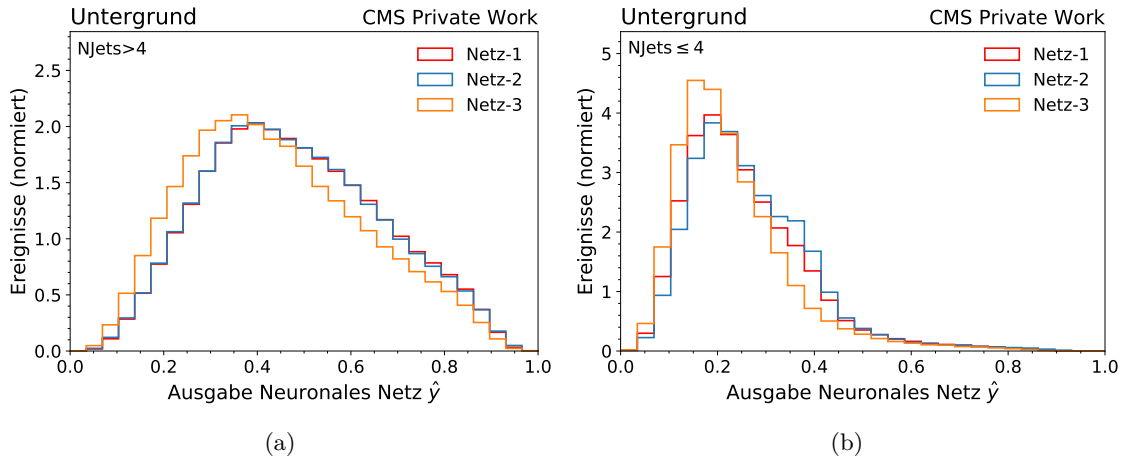 Untergrund CMS Private Work
NJets>4
Netz-1
Netz-2
Netz-3
2.5
2.0
1.5
1.0
0.5
0.0
Ereignisse (normiert)
0.0 0.2 0.4 0.6 0.8 1.0
Ausgabe Neuronales Netz ŷ
(a)
Untergrund CMS Private Work
NJets ≤ 4
Netz-1
Netz-2
Netz-3
5
4
3
2
1
0
Ereignisse (normiert)
0.0 0.2 0.4 0.6 0.8 1.0
Ausgabe Neuronales Netz ŷ
(b)